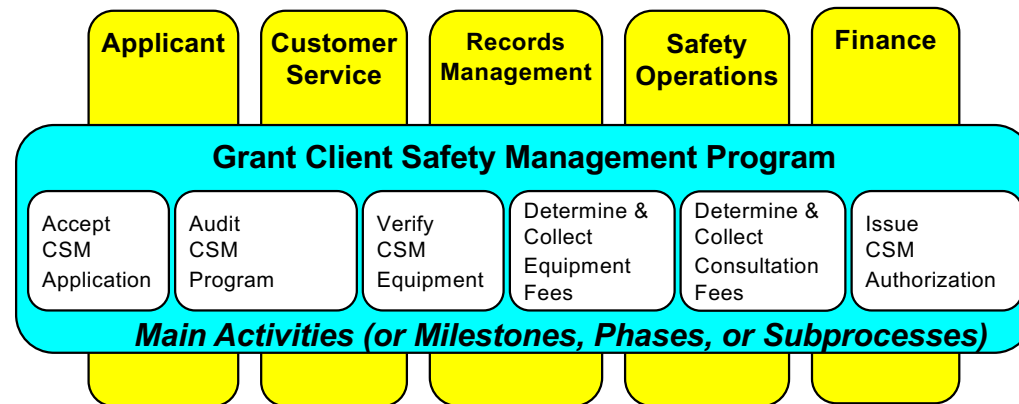 Applicant
Customer
Service
Records
Management
Safety
Operations
Finance
Grant Client Safety Management Program
Accept
CSM
Application
Audit
CSM
Program
Verify
CSM
Equipment
Determine &
Collect
Equipment
Fees
Determine &
Collect
Consultation
Fees
Issue
CSM
Authorization
Main Activities (or Milestones, Phases, or Subprocesses)